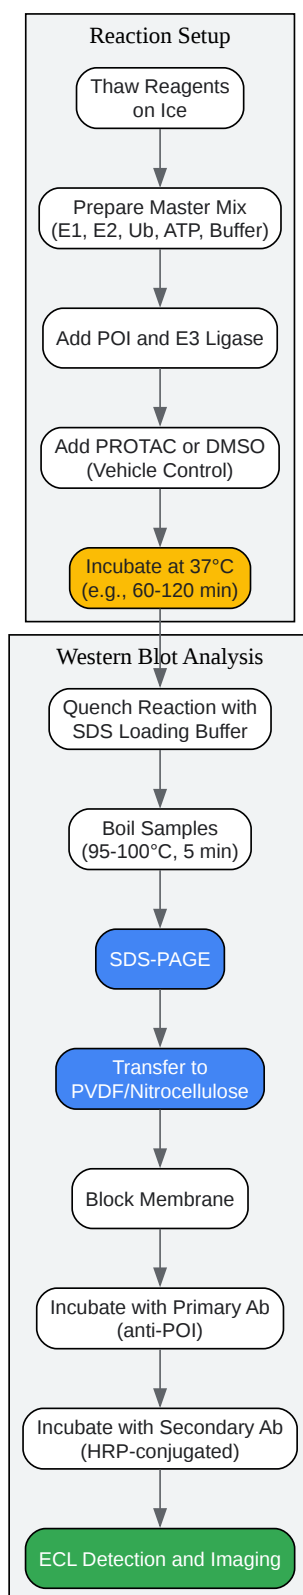 Reaction Setup
Thaw Reagents
on Ice
Prepare Master Mix
(E1, E2, Ub, ATP, Buffer)
Add POI and E3 Ligase
Add PROTAC or DMSO
(Vehicle Control)
Incubate at 37°C
(e.g., 60-120 min)
Western Blot Analysis
Quench Reaction with
SDS Loading Buffer
Boil Samples
(95-100°C, 5 min)
SDS-PAGE
Transfer to
PVDF/Nitrocellulose
Block Membrane
Incubate with Primary Ab
(anti-POI)
Incubate with Secondary Ab
(HRP-conjugated)
ECL Detection and Imaging